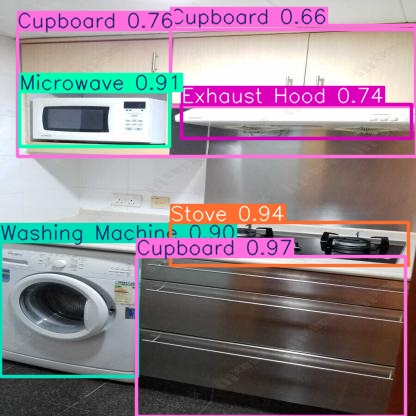 Cupboard 0.76
Cupboard 0.66
Microwave 0.91
Exhaust Hood 0.74
Stove 0.94
Washing Machine 0.90
Cupboard 0.97